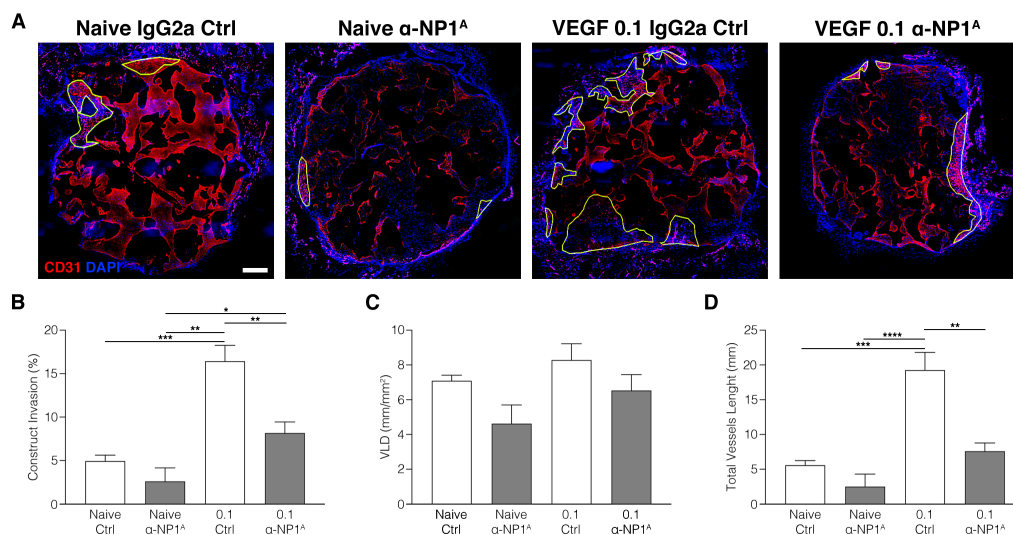 A
Naive IgG2a Ctrl
Naive α-NP1ᴬ
VEGF 0.1 IgG2a Ctrl
VEGF 0.1 α-NP1ᴬ
CD31 DAPI
B
Construct Invasion (%)
20
15
10
5
0
*
**
**
***
Naive Ctrl
Naive α-NP1ᴬ
0.1 Ctrl
0.1 α-NP1ᴬ
C
VLD (mm/mm²)
10
8
6
4
2
0
Naive Ctrl
Naive α-NP1ᴬ
0.1 Ctrl
0.1 α-NP1ᴬ
D
Total Vessels Lenght (mm)
25
20
15
10
5
0
****
**
***
Naive Ctrl
Naive α-NP1ᴬ
0.1 Ctrl
0.1 α-NP1ᴬ